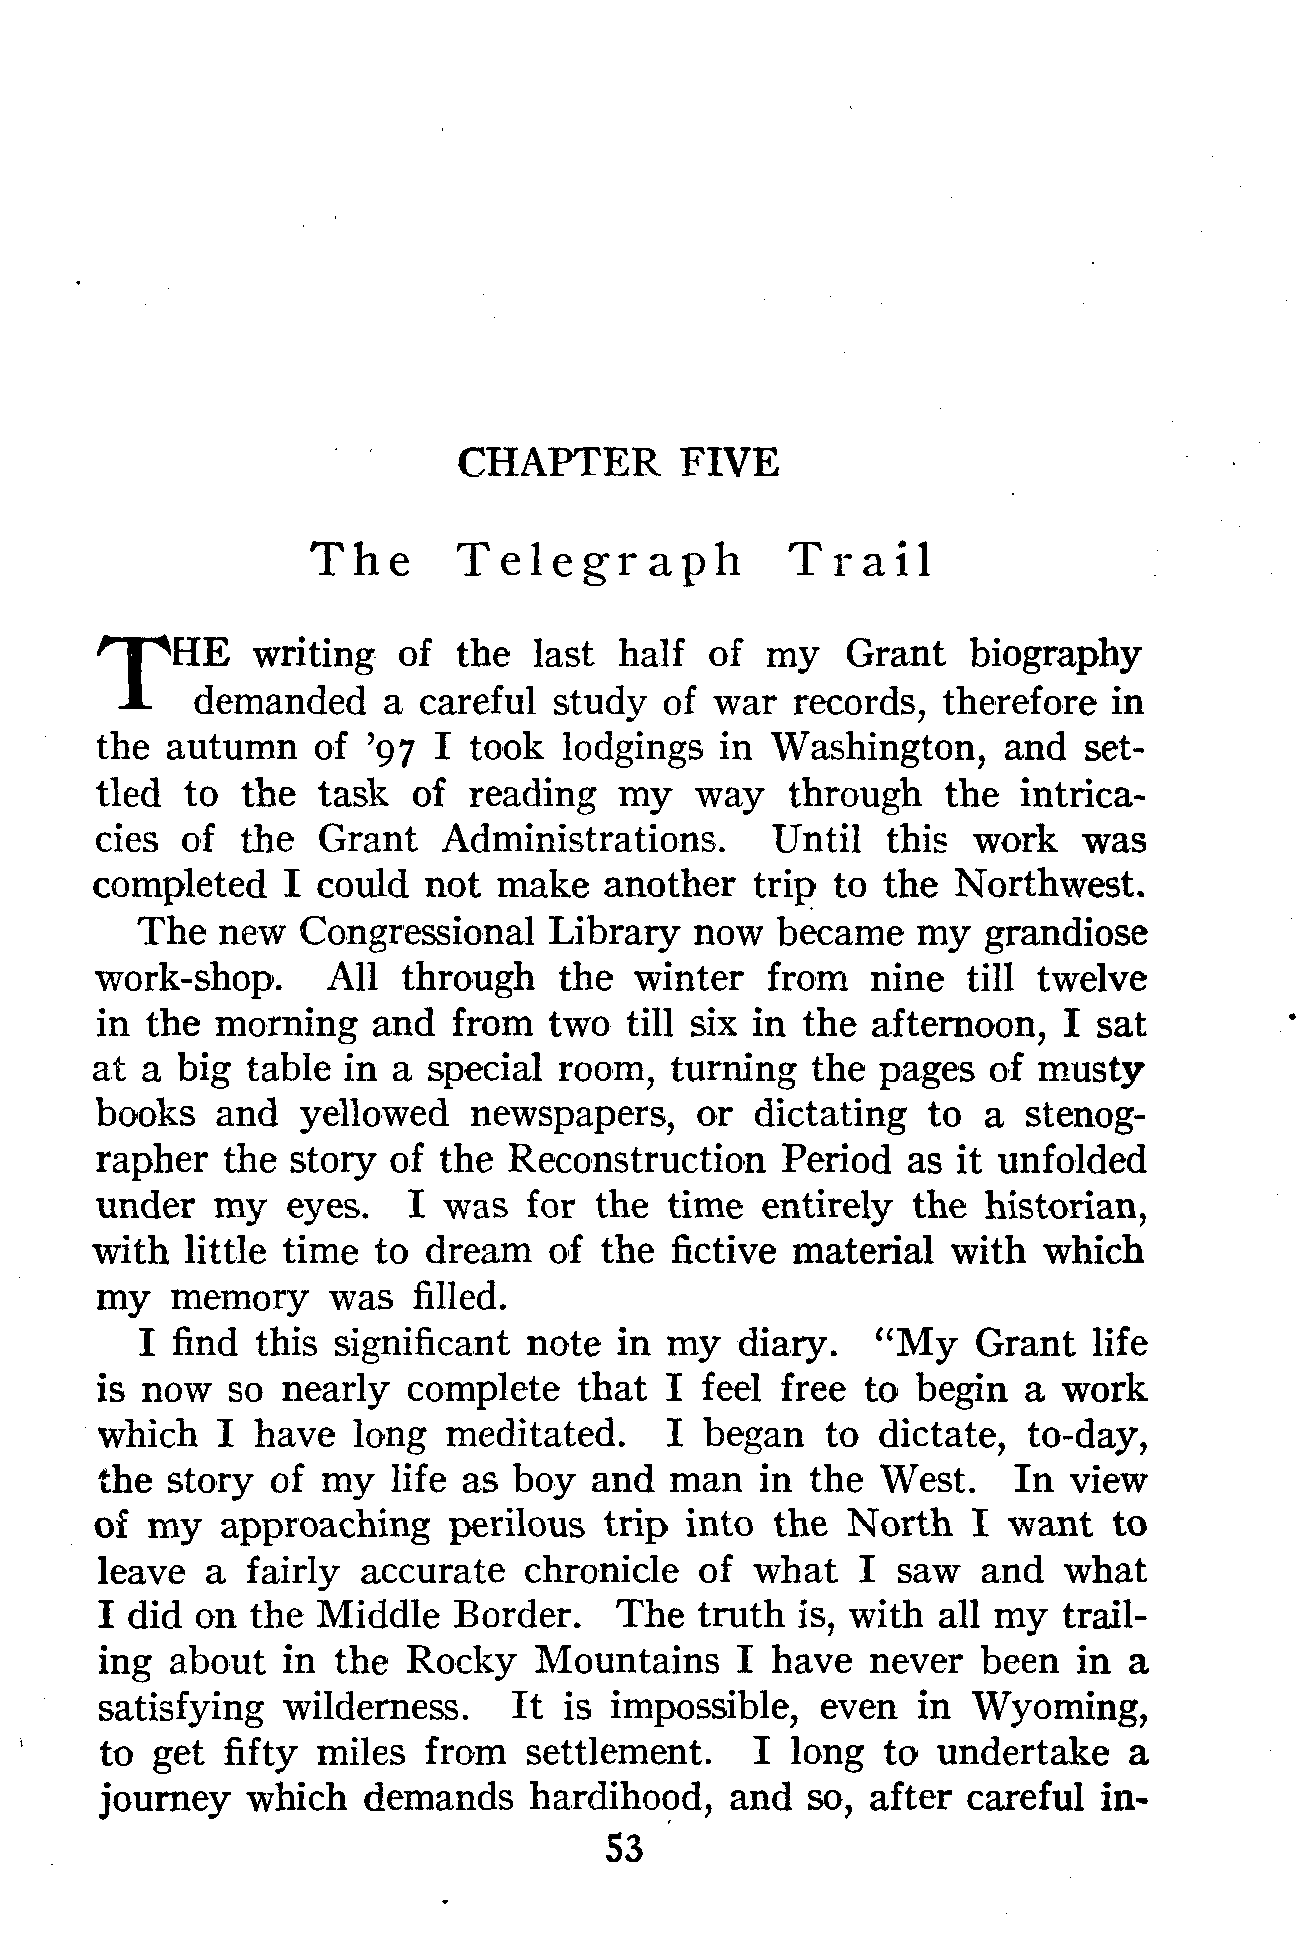 CHAPTER FIVE
The Telegraph Trail
THE writing of the last half of my Grant biography
demanded a careful study of war records, therefore in
the autumn of ’97 I took lodgings in Washington, and set-
tled to the task of reading my way through the intrica-
cies of the Grant Administrations. Until this work was
completed I could not make another trip to the Northwest.
The new Congressional Library now became my grandiose
work-shop. All through the winter from nine till twelve
in the morning and from two till six in the afternoon, I sat
at a big table in a special room, turning the pages of musty
books and yellowed newspapers, or dictating to a stenog-
rapher the story of the Reconstruction Period as it unfolded
under my eyes. I was for the time entirely the historian,
with little time to dream of the fictive material with which
my memory was filled.
I find this significant note in my diary. “My Grant life
is now so nearly complete that I feel free to begin a work
which I have long meditated. I began to dictate, to-day,
the story of my life as boy and man in the West. In view
of my approaching perilous trip into the North I want to
leave a fairly accurate chronicle of what I saw and what
I did on the Middle Border. The truth is, with all my trail-
ing about in the Rocky Mountains I have never been in a
satisfying wilderness. It is impossible, even in Wyoming,
to get fifty miles from settlement. I long to undertake a
journey which demands hardihood, and so, after careful in-
53